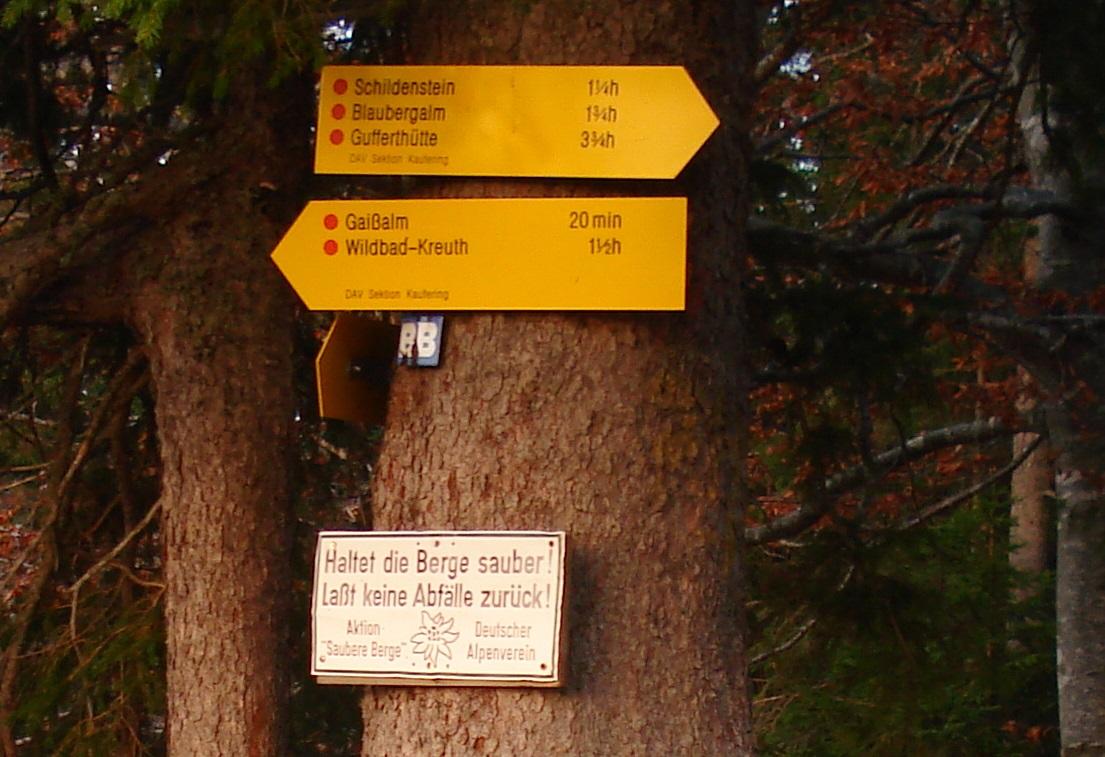 Schildenstein 1¼h
Blaubergalm 1¾h
Gufferthütte 3¾h
DAV Sektion Kaufering
Gaißalm 20 min
Wildbad-Kreuth 1½h
DAV Sektion Kaufering
Haltet die Berge sauber!
Laßt keine Abfälle zurück!
Aktion Deutscher
"Saubere Berge" Alpenverein